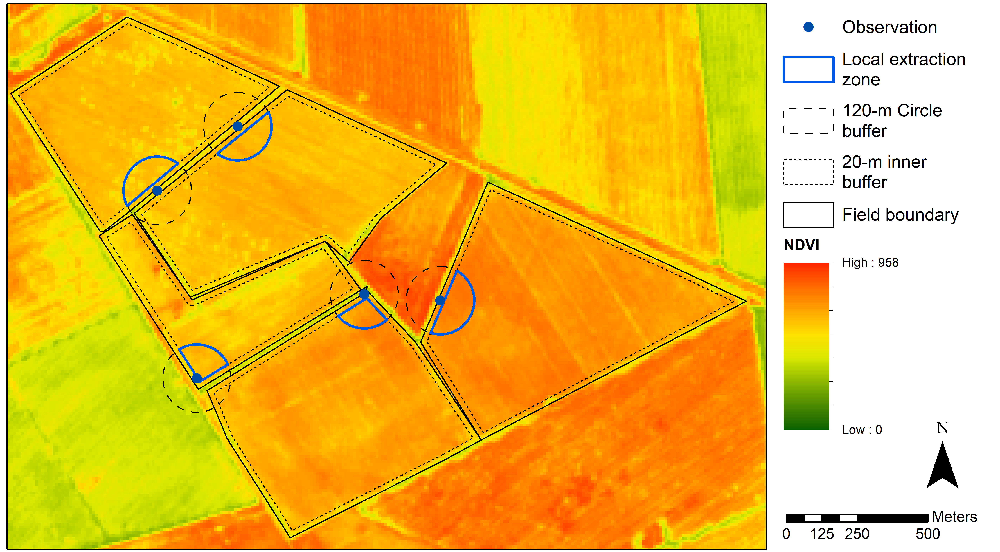 Observation
Local extraction
zone
120-m Circle
buffer
20-m inner
buffer
Field boundary
NDVI
High : 958
Low : 0
N
Meters
0 125 250 500